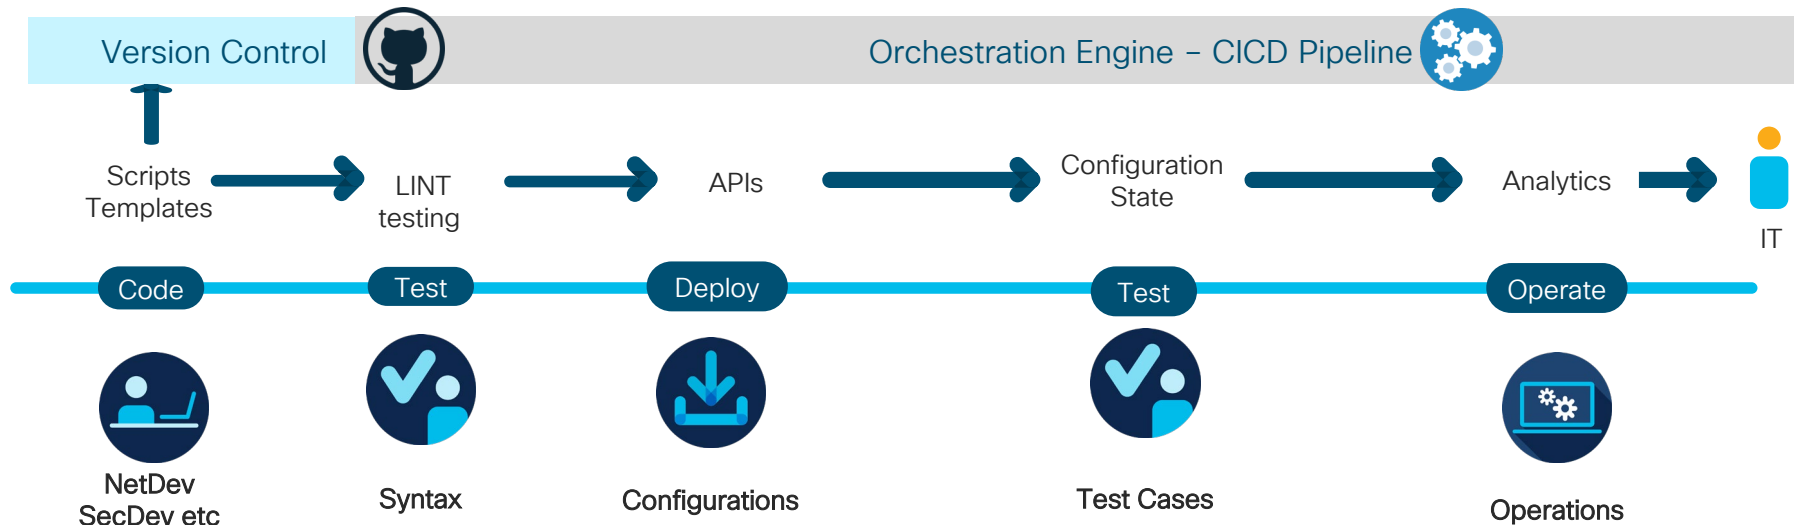 Version Control
Orchestration Engine – CICD Pipeline
Scripts
Templates
LINT
testing
APIs
Configuration
State
Analytics
IT
Code
Test
Deploy
Test
Operate
NetDev
SecDev etc
Syntax
Configurations
Test Cases
Operations